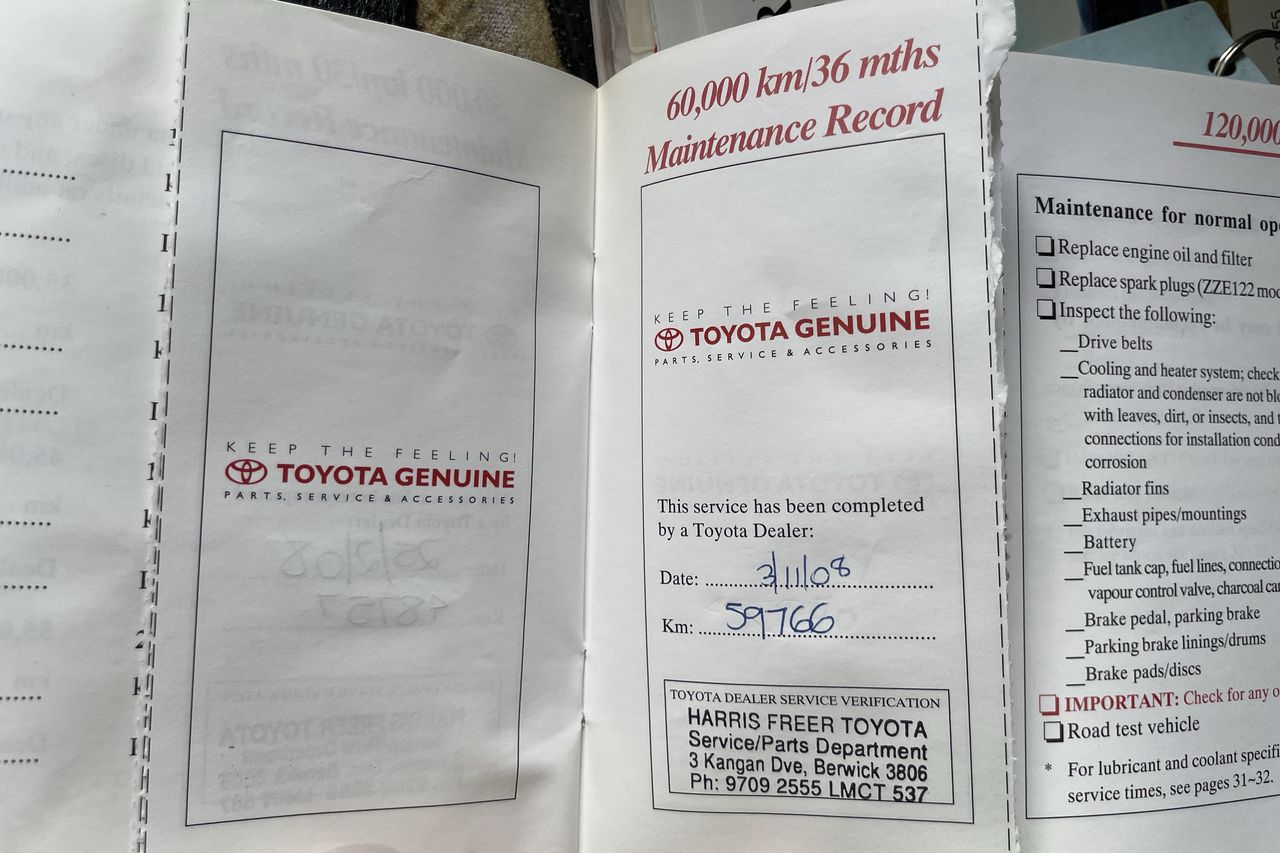 KEEP THE FEELING!
TOYOTA GENUINE
PARTS, SERVICE & ACCESSORIES
60,000 km/36 mths
Maintenance Record
KEEP THE FEELING!
TOYOTA GENUINE
PARTS, SERVICE & ACCESSORIES
This service has been completed
by a Toyota Dealer:
Date: 3/11/08
Km: 59766
TOYOTA DEALER SERVICE VERIFICATION
HARRIS FREER TOYOTA
Service/Parts Department
3 Kangan Dve, Berwick 3806
Ph: 9709 2555 LMCT 537
120,000
Maintenance for normal
Replace engine oil and filter
Replace spark plugs (ZZE122
Inspect the following:
Drive belts
Cooling and heater system; check
radiator and condenser are not
with leaves, dirt, or insects, and
connections for installation
corrosion
Radiator fins
Exhaust pipes/mountings
Battery
Fuel tank cap, fuel lines,
vapour control valve, charcoal
Brake pedal, parking brake
Parking brake linings/drums
Brake pads/discs
IMPORTANT: Check for any
Road test vehicle
* For lubricant and coolant
service times, see pages 31~32.